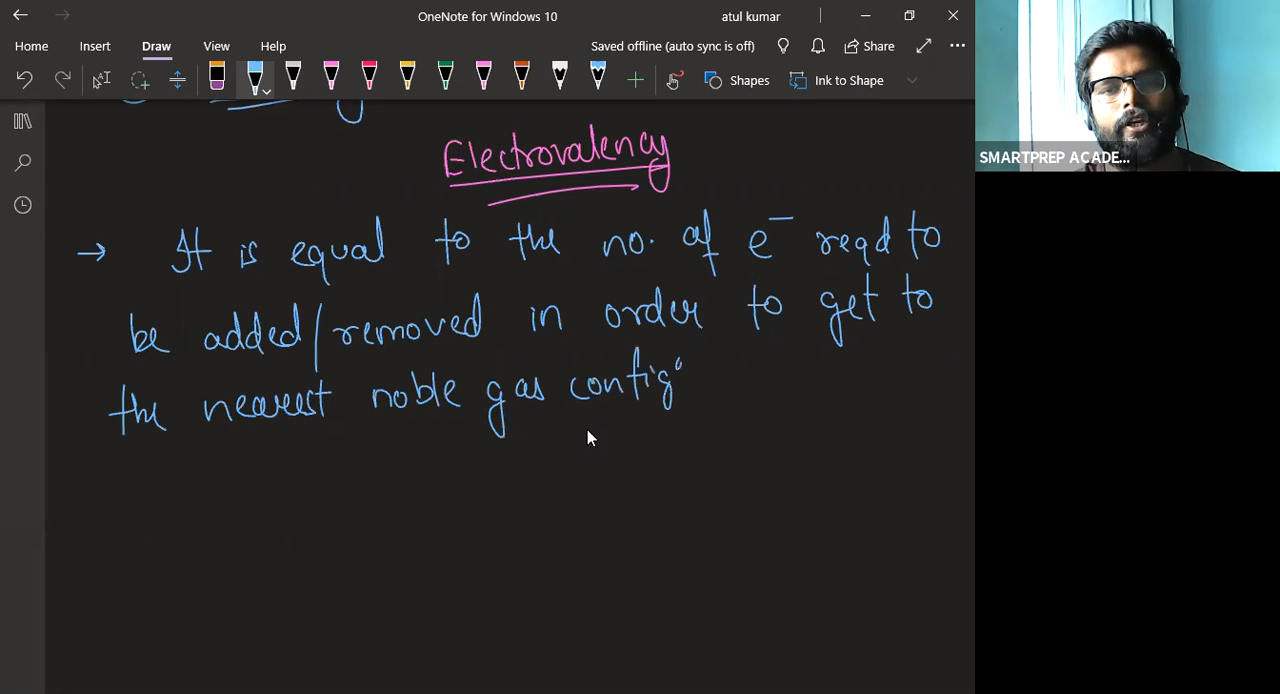 OneNote for Windows 10
atul kumar
Home Insert Draw View Help
Saved offline (auto sync is off)
Share
Shapes
Ink to Shape
SMARTPREP ACADE...
Electrovalency
→ It is equal to the no. of e⁻ reqd to
be added/removed in order to get to
the nearest noble gas config°